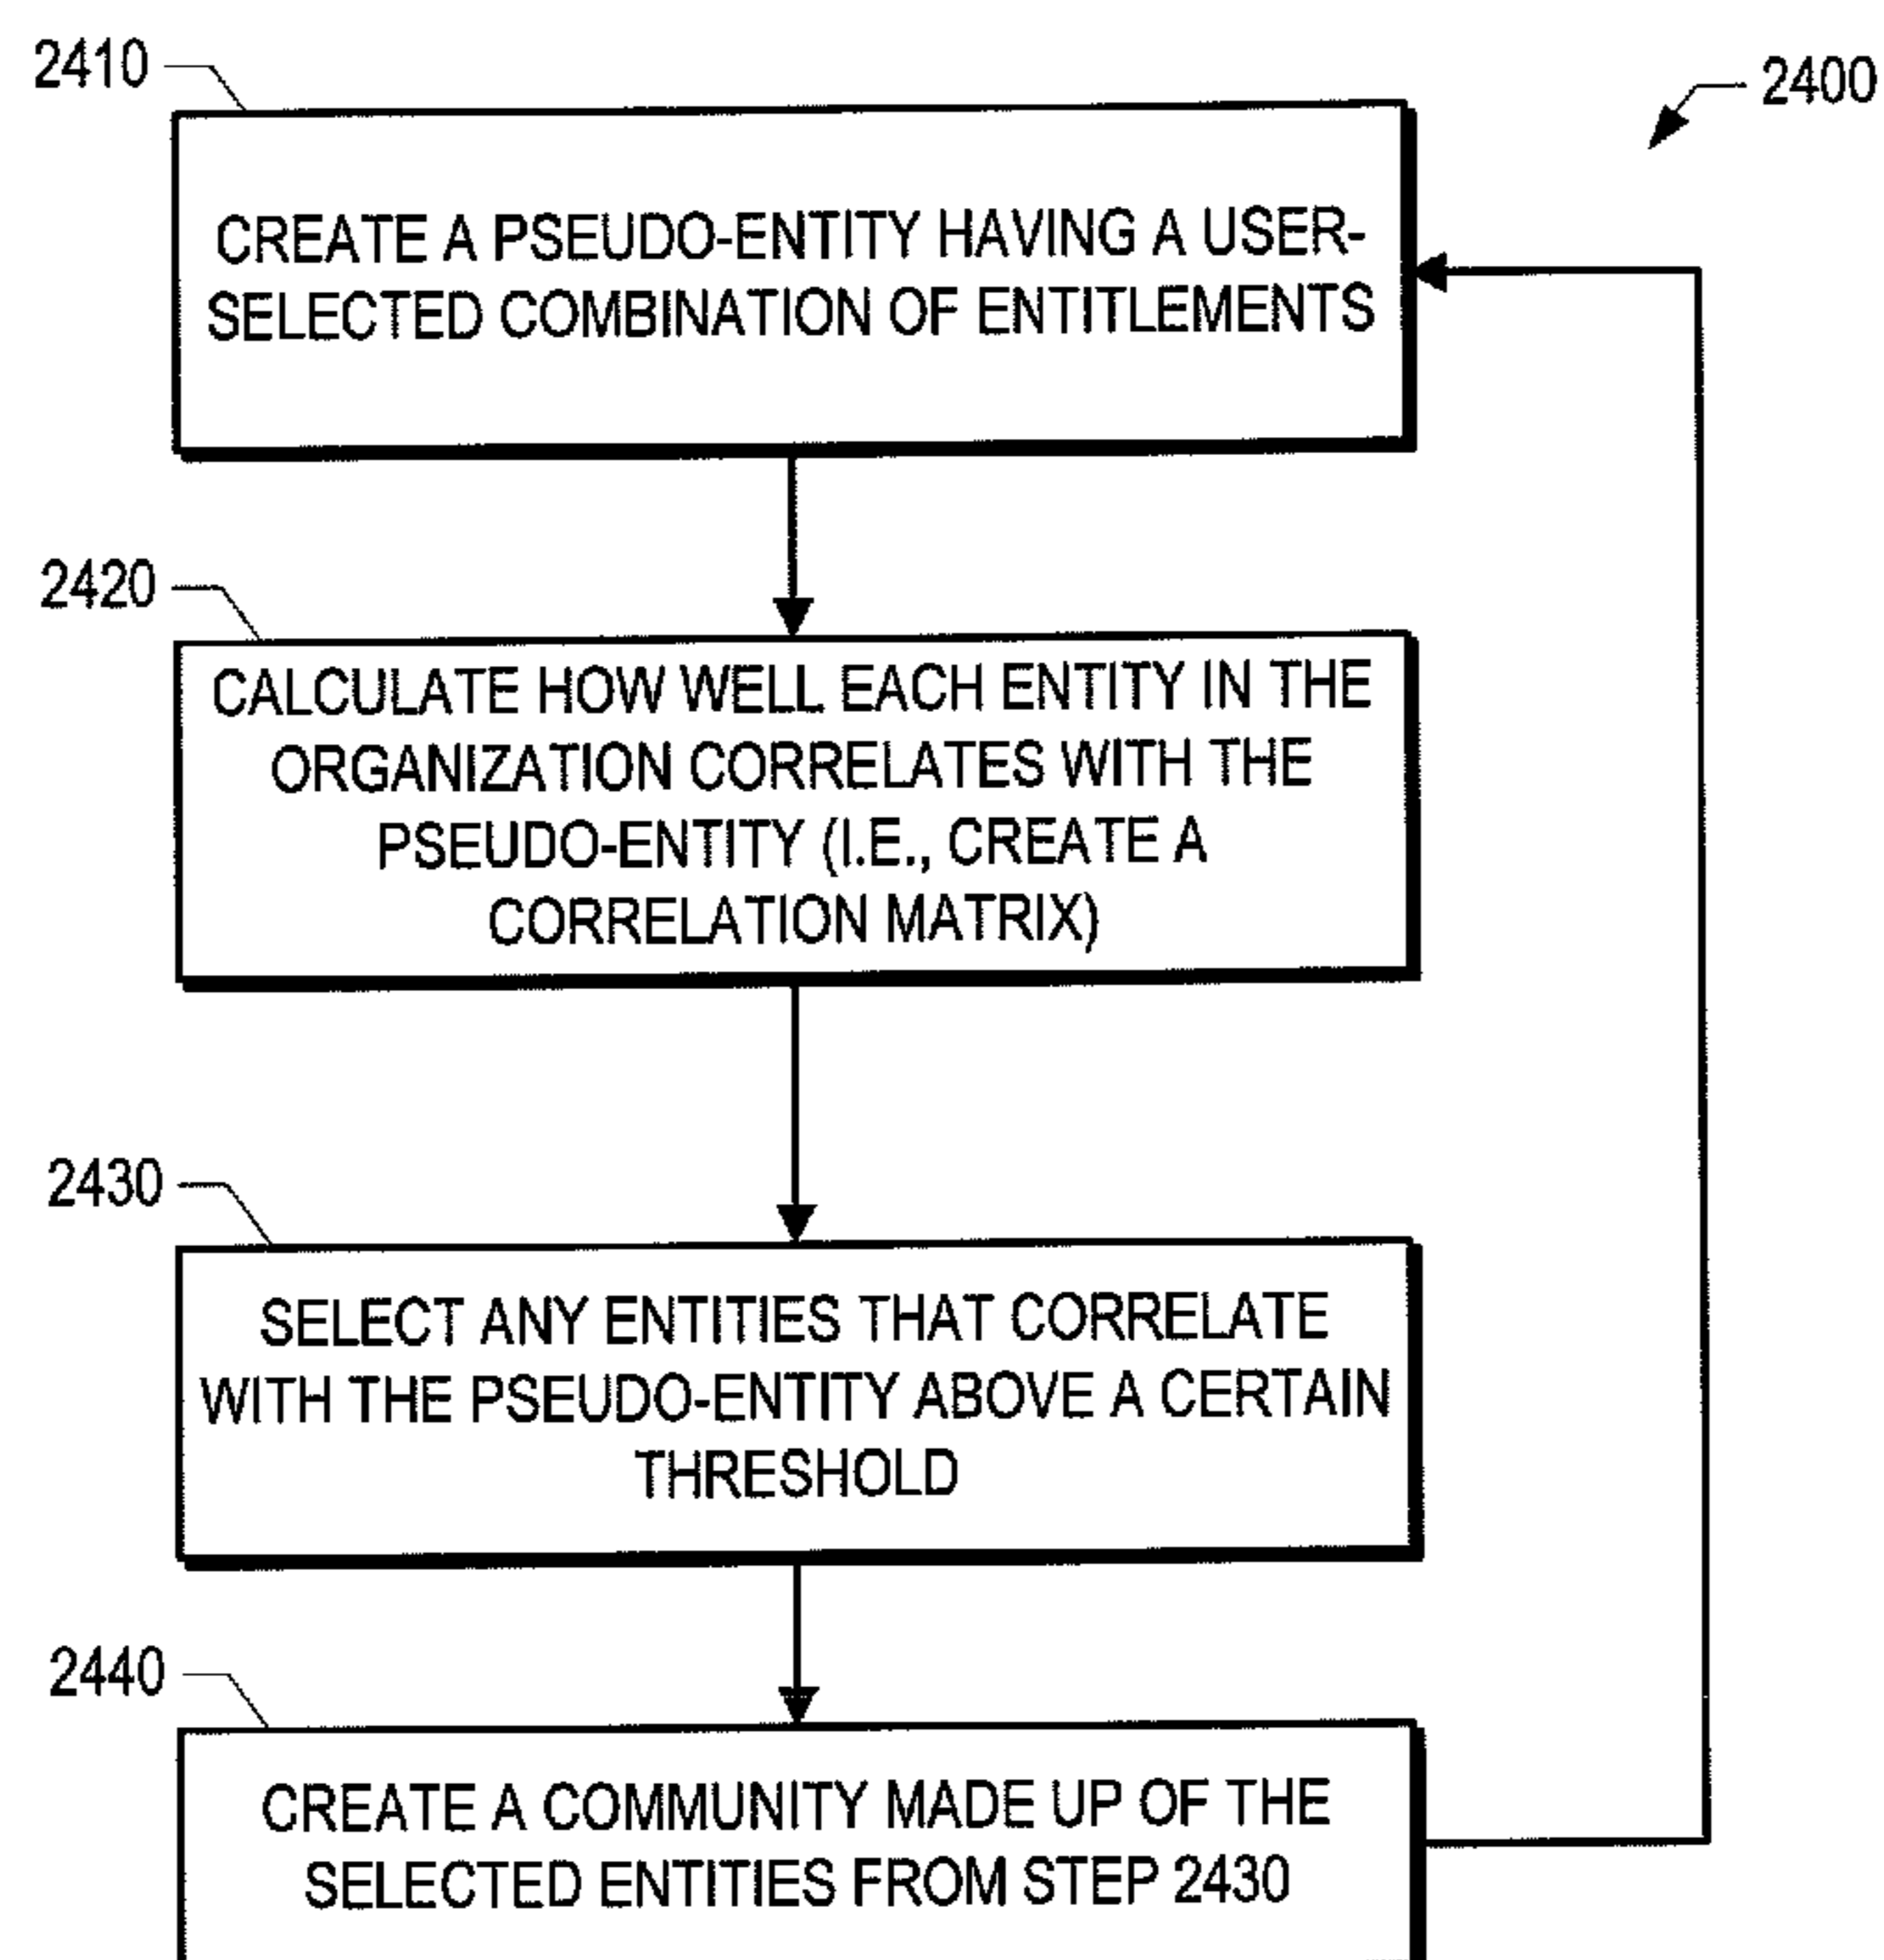 2410
2400
CREATE A PSEUDO-ENTITY HAVING A USER-
SELECTED COMBINATION OF ENTITLEMENTS
2420
CALCULATE HOW WELL EACH ENTITY IN THE
ORGANIZATION CORRELATES WITH THE
PSEUDO-ENTITY (I.E., CREATE A
CORRELATION MATRIX)
2430
SELECT ANY ENTITIES THAT CORRELATE
WITH THE PSEUDO-ENTITY ABOVE A CERTAIN
THRESHOLD
2440
CREATE A COMMUNITY MADE UP OF THE
SELECTED ENTITIES FROM STEP 2430